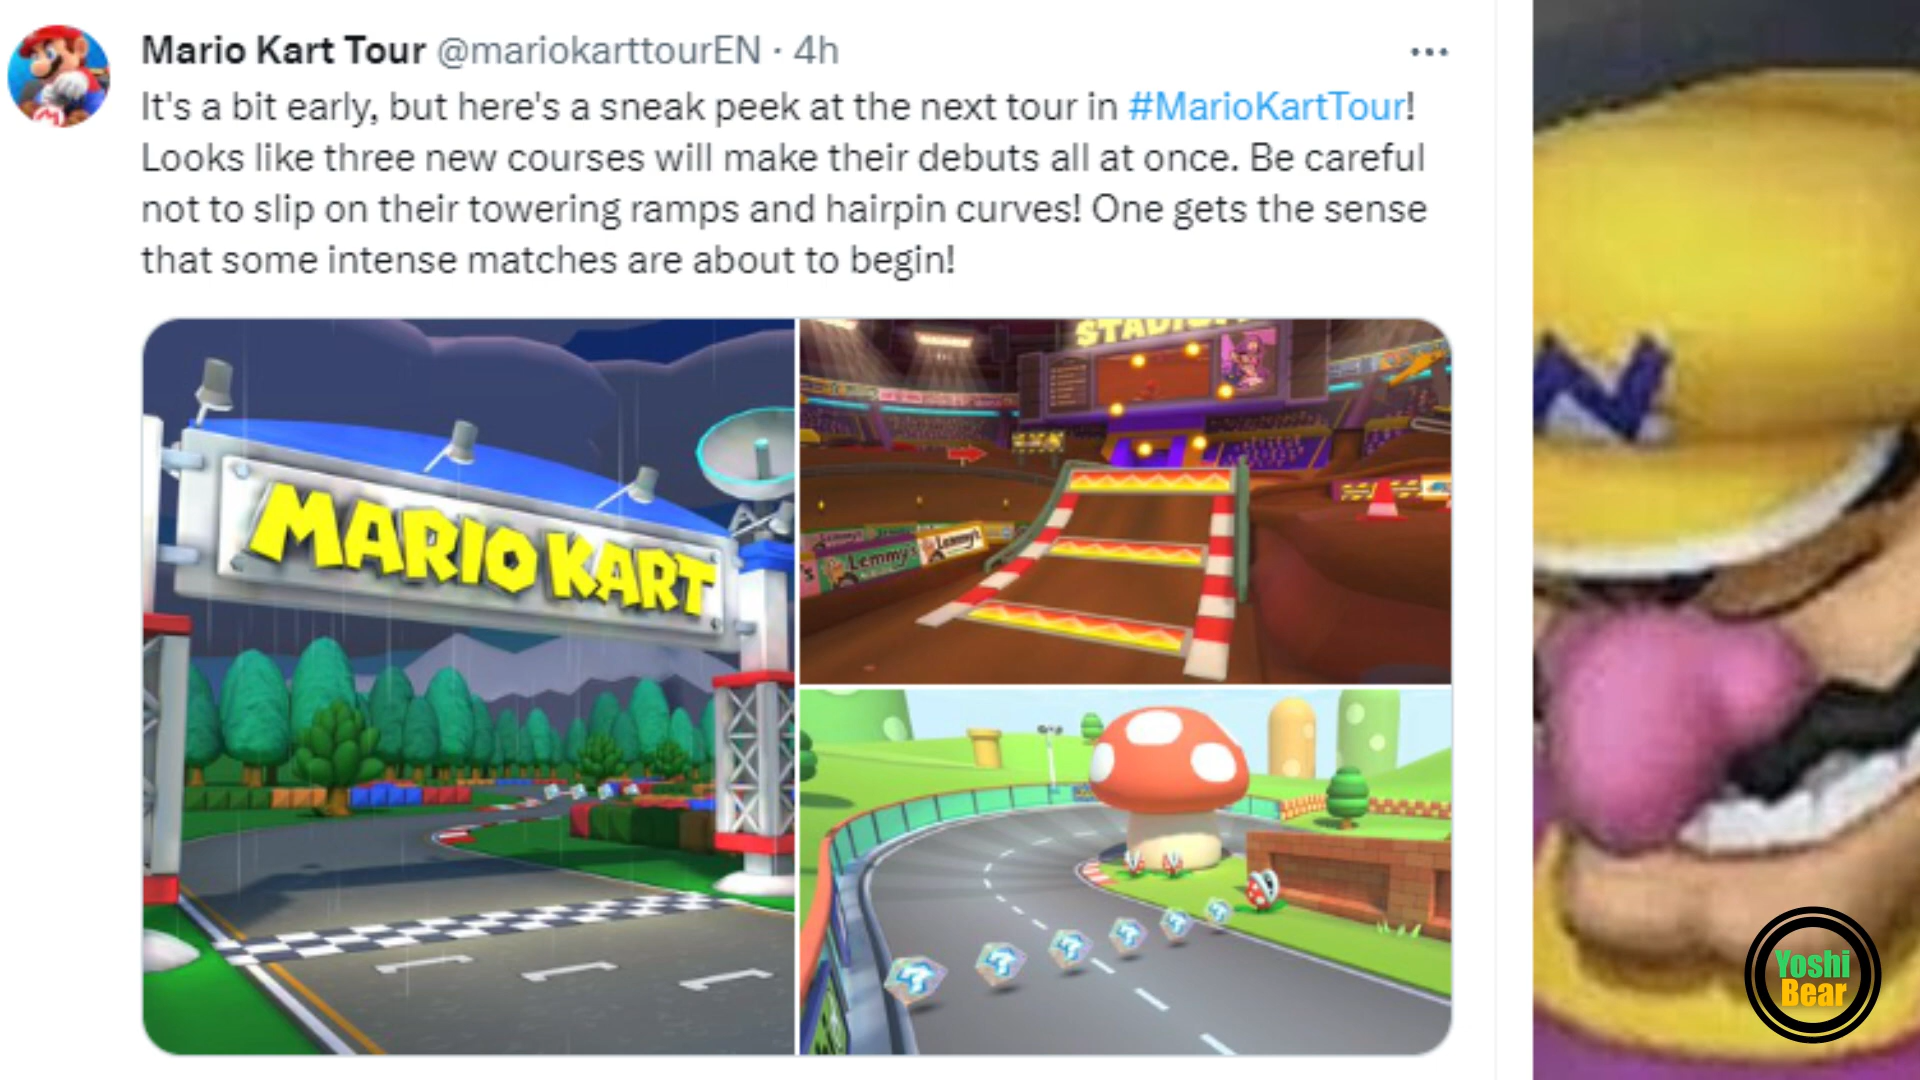 Mario Kart Tour @mariokarttourEN · 4h
It's a bit early, but here's a sneak peek at the next tour in #MarioKartTour!
Looks like three new courses will make their debuts all at once. Be careful
not to slip on their towering ramps and hairpin curves! One gets the sense
that some intense matches are about to begin!
MARIO KART
STADIUM
Lemmy's
Lemmy's
Lemmy's
Yoshi
Bear